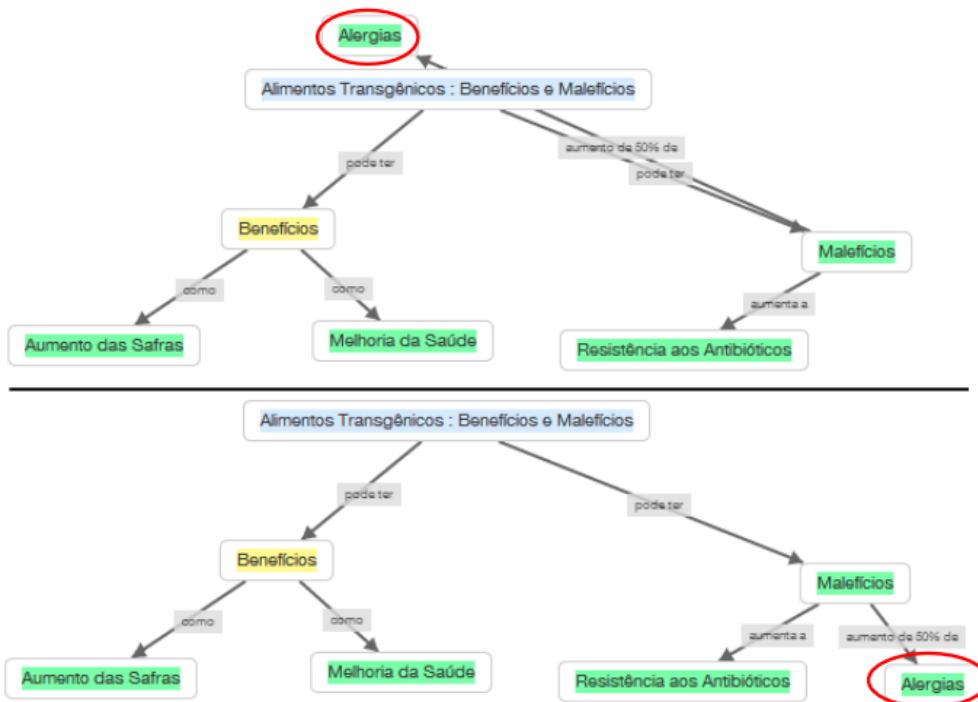 Alergias
Alimentos Transgênicos : Benefícios e Malefícios
pode ter
aumento de 50% de
pode ter
Benefícios
Malefícios
como
como
aumenta a
Aumento das Safras
Melhoria da Saúde
Resistência aos Antibióticos
Alimentos Transgênicos : Benefícios e Malefícios
pode ter
pode ter
Benefícios
Malefícios
como
como
aumenta a
aumento de 50% de
Aumento das Safras
Melhoria da Saúde
Resistência aos Antibióticos
Alergias